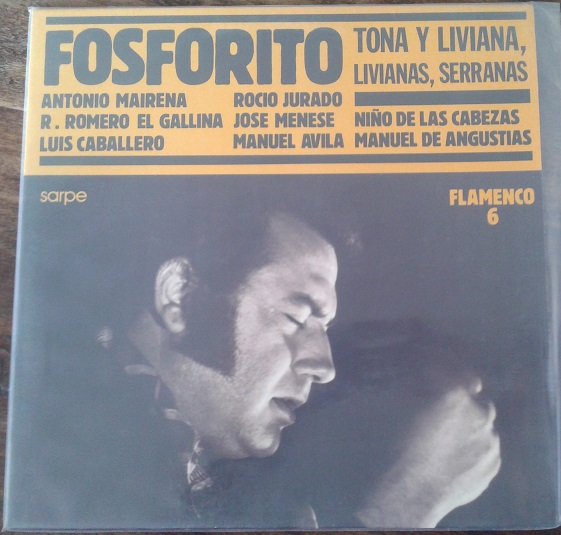 FOSFORITO
TONA Y LIVIANA,
LIVIANAS, SERRANAS
ANTONIO MAIRENA
R. ROMERO EL GALLINA
LUIS CABALLERO
ROCIO JURADO
JOSE MENESE
MANUEL AVILA
NIÑO DE LAS CABEZAS
MANUEL DE ANGUSTIAS
sarpe
FLAMENCO
6